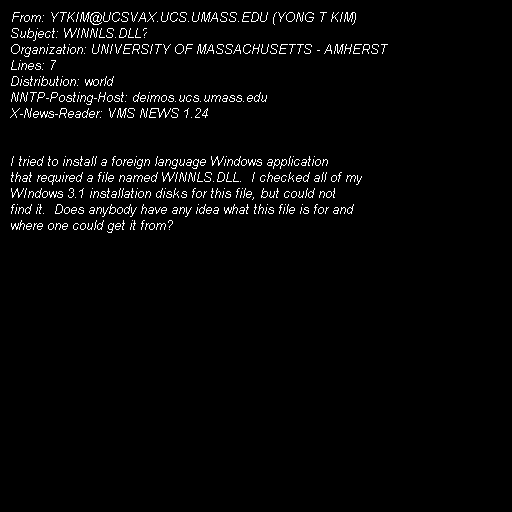 From: YTKIM@UCSVAX.UCS.UMASS.EDU (YONG T KIM)
Subject: WINNLS.DLL?
Organization: UNIVERSITY OF MASSACHUSETTS - AMHERST
Lines: 7
Distribution: world
NNTP-Posting-Host: deimos.ucs.umass.edu
X-News-Reader: VMS NEWS 1.24
I tried to install a foreign language Windows application
that required a file named WINNLS.DLL.  I checked all of my
WIndows 3.1 installation disks for this file, but could not
find it.  Does anybody have any idea what this file is for and
where one could get it from?